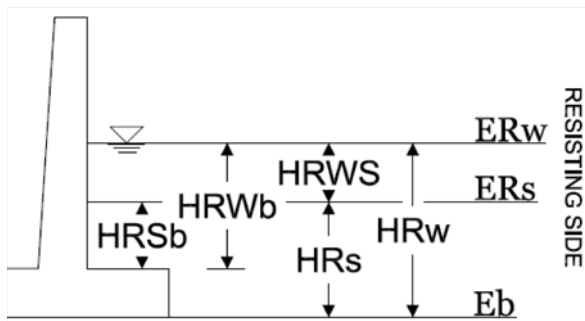 ERw
HRWS
ERs
HRWb
HRSb
HRw
HRs
Eb
RESISTING SIDE